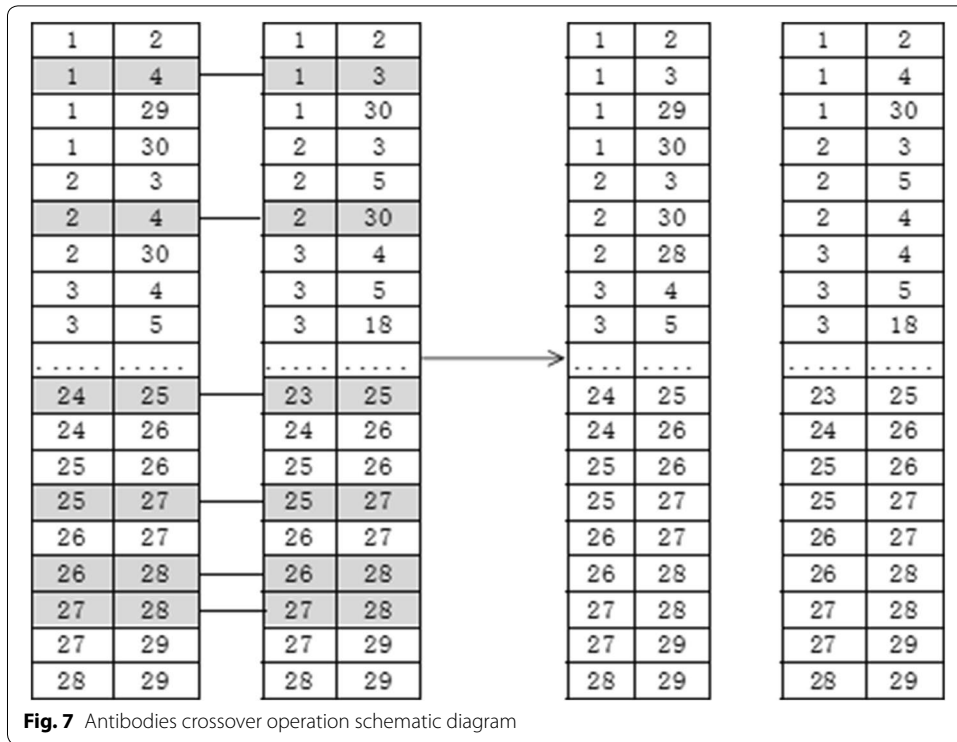 1 2 1 2 1 2 1 2
1 4 1 3 1 3 1 4
1 29 1 30 1 29 1 30
1 30 2 3 1 30 2 3
2 3 2 5 2 3 2 5
2 4 2 30 2 30 2 4
2 30 3 4 2 28 3 4
3 4 3 5 3 4 3 5
3 5 3 18 3 5 3 18
..... ..... ..... ..... .... .... .... ....
24 25 23 25 24 25 23 25
24 26 24 26 24 26 24 26
25 26 25 26 25 26 25 26
25 27 25 27 25 27 25 27
26 27 26 27 26 27 26 27
26 28 26 28 26 28 26 28
27 28 27 28 27 28 27 28
27 29 27 29 27 29 27 29
28 29 28 29 28 29 28 29
Fig. 7 Antibodies crossover operation schematic diagram